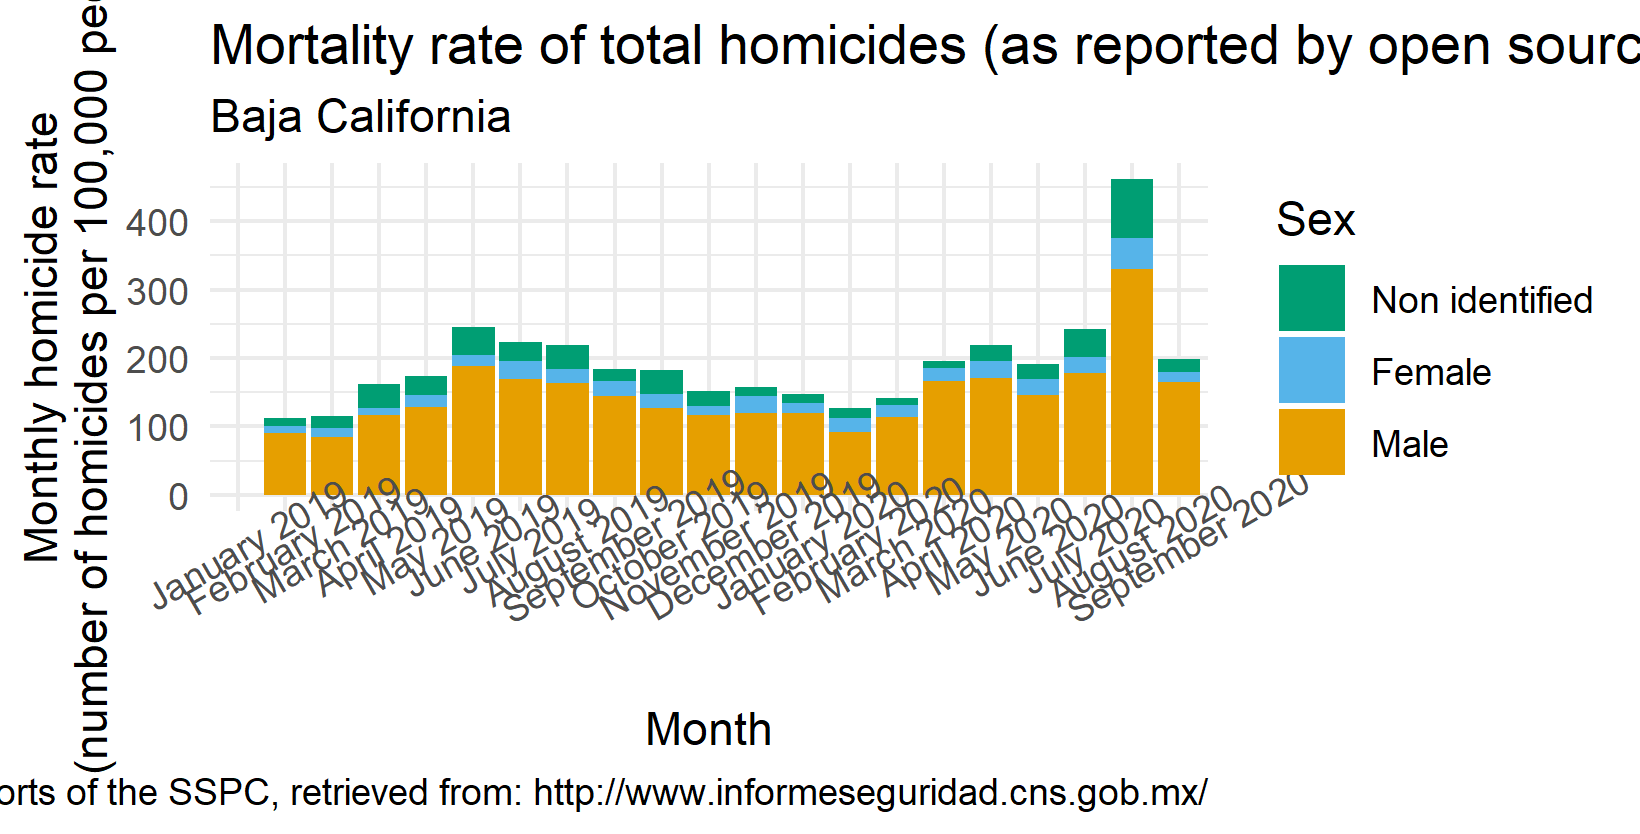 Mortality rate of total homicides (as reported by open sourc
Baja California
Monthly homicide rate
(number of homicides per 100,000 pe
400
300
200
100
0
January 2019
February 2019
March 2019
April 2019
May 2019
June 2019
July 2019
August 2019
September 2019
October 2019
November 2019
December 2019
January 2020
February 2020
March 2020
April 2020
May 2020
June 2020
July 2020
August 2020
September 2020
Month
Sex
Non identified
Female
Male
orts of the SSPC, retrieved from: http://www.informeseguridad.cns.gob.mx/